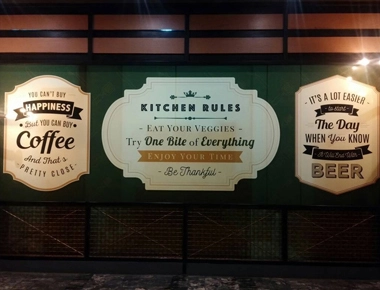 YOU CAN'T BUY
HAPPINESS
But YOU CAN BUY
Coffee
And That's
PRETTY CLOSE
KITCHEN RULES
- EAT YOUR VEGGIES -
Try One Bite of Everything
ENJOY YOUR TIME
- Be Thankful -
- IT'S A LOT EASIER -
to start
The Day
WHEN YOU KNOW
BEER